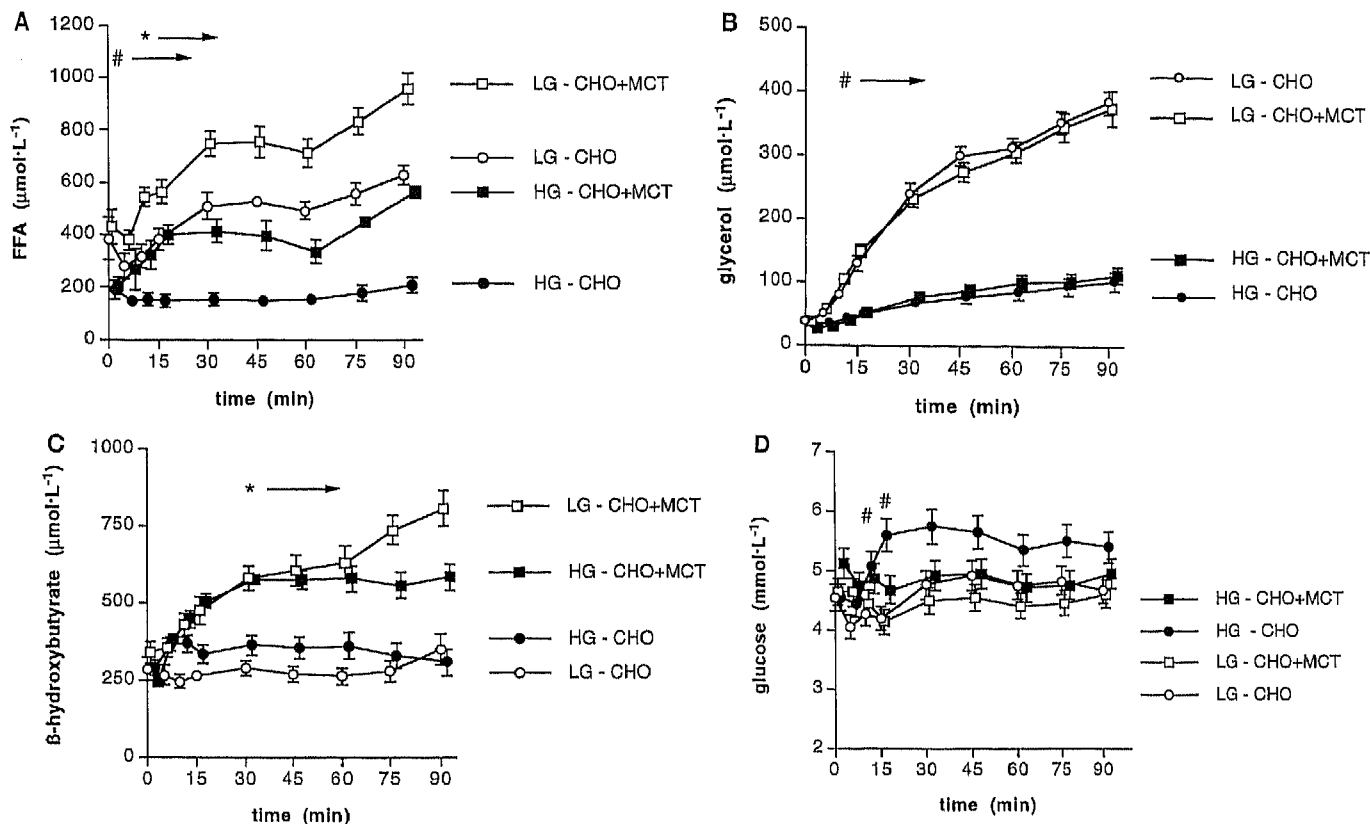 A
1200
1000
800
600
400
200
0
FFA (µmol·L⁻¹)
*
#
0 15 30 45 60 75 90
time (min)
LG - CHO+MCT
LG - CHO
HG - CHO+MCT
HG - CHO
B
500
400
300
200
100
0
glycerol (µmol·L⁻¹)
#
0 15 30 45 60 75 90
time (min)
LG - CHO
LG - CHO+MCT
HG - CHO+MCT
HG - CHO
C
1000
750
500
250
0
ß-hydroxybutyrate (µmol·L⁻¹)
*
0 15 30 45 60 75 90
time (min)
LG - CHO+MCT
HG - CHO+MCT
HG - CHO
LG - CHO
D
7
6
5
4
3
2
glucose (mmol·L⁻¹)
#
#
0 15 30 45 60 75 90
time (min)
HG - CHO+MCT
HG - CHO
LG - CHO+MCT
LG - CHO